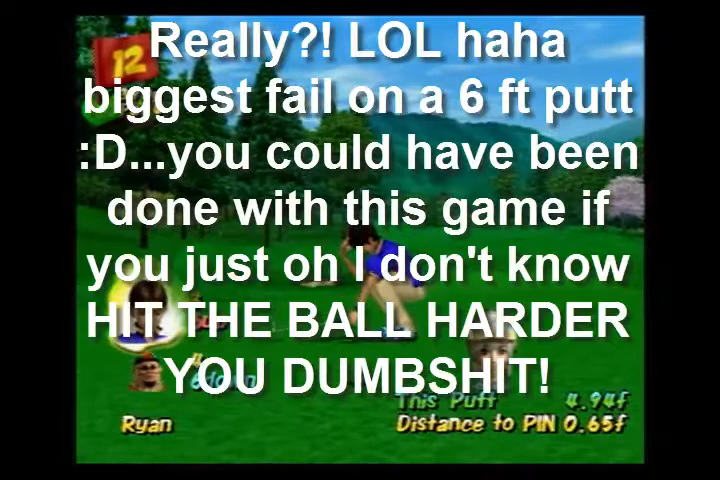 12
Really?! LOL haha
biggest fail on a 6 ft putt
:D...you could have been
done with this game if
you just oh I don't know
HIT THE BALL HARDER
YOU DUMBSHIT!
This Putt 4.94f
Ryan
Distance to PIN 0.65f